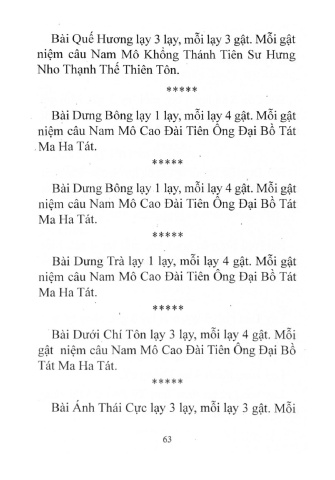 Bài Quế Hương lạy 3 lạy, mỗi lạy 3 gật. Mỗi gật
niệm câu Nam Mô Khổng Thánh Tiên Sư Hưng
Nho Thạnh Thế Thiên Tôn.
*****
Bài Dưng Bông lạy 1 lạy, mỗi lạy 4 gật. Mỗi gật
niệm câu Nam Mô Cao Đài Tiên Ông Đại Bồ Tát
Ma Ha Tát.
*****
Bài Dưng Bông lạy 1 lạy, mỗi lạy 4 gật. Mỗi gật
niệm câu Nam Mô Cao Đài Tiên Ông Đại Bồ Tát
Ma Ha Tát.
*****
Bài Dưng Trà lạy 1 lạy, mỗi lạy 4 gật. Mỗi gật
niệm câu Nam Mô Cao Đài Tiên Ông Đại Bồ Tát
Ma Ha Tát.
*****
Bài Dưới Chí Tôn lạy 3 lạy, mỗi lạy 4 gật. Mỗi
gật niệm câu Nam Mô Cao Đài Tiên Ông Đại Bồ
Tát Ma Ha Tát.
*****
Bài Ánh Thái Cực lạy 3 lạy, mỗi lạy 3 gật. Mỗi
63